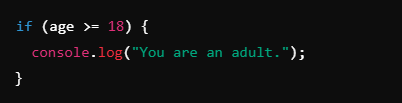 if (age >= 18) {
  console.log("You are an adult.");
}